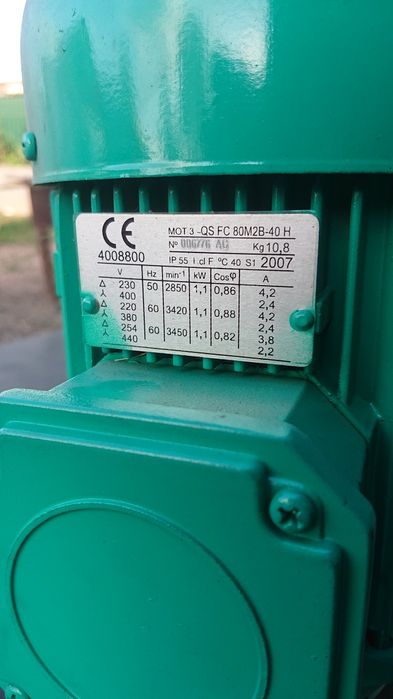 CE MOT 3 ~QS FC 80M2B-40 H
4008800 Nº 006776 AC Kg 10,8
IP 55 I.cl F ºC 40 S1 2007
V Hz min⁻¹ kW Cosφ A
△ 230 50 2850 1,1 0,86 4,2
⅄ 400 2,4
△ 220 60 3420 1,1 0,88 4,2
⅄ 380 2,4
△ 254 60 3450 1,1 0,82 3,8
⅄ 440 2,2